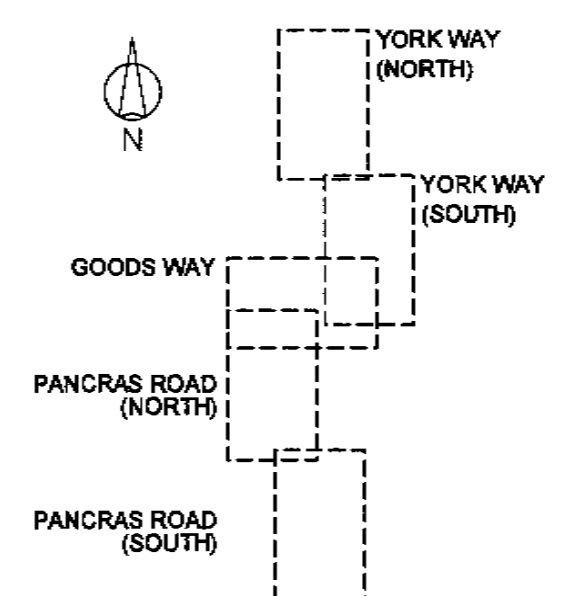 YORK WAY
(NORTH)
N
YORK WAY
(SOUTH)
GOODS WAY
PANCRAS ROAD
(NORTH)
PANCRAS ROAD
(SOUTH)